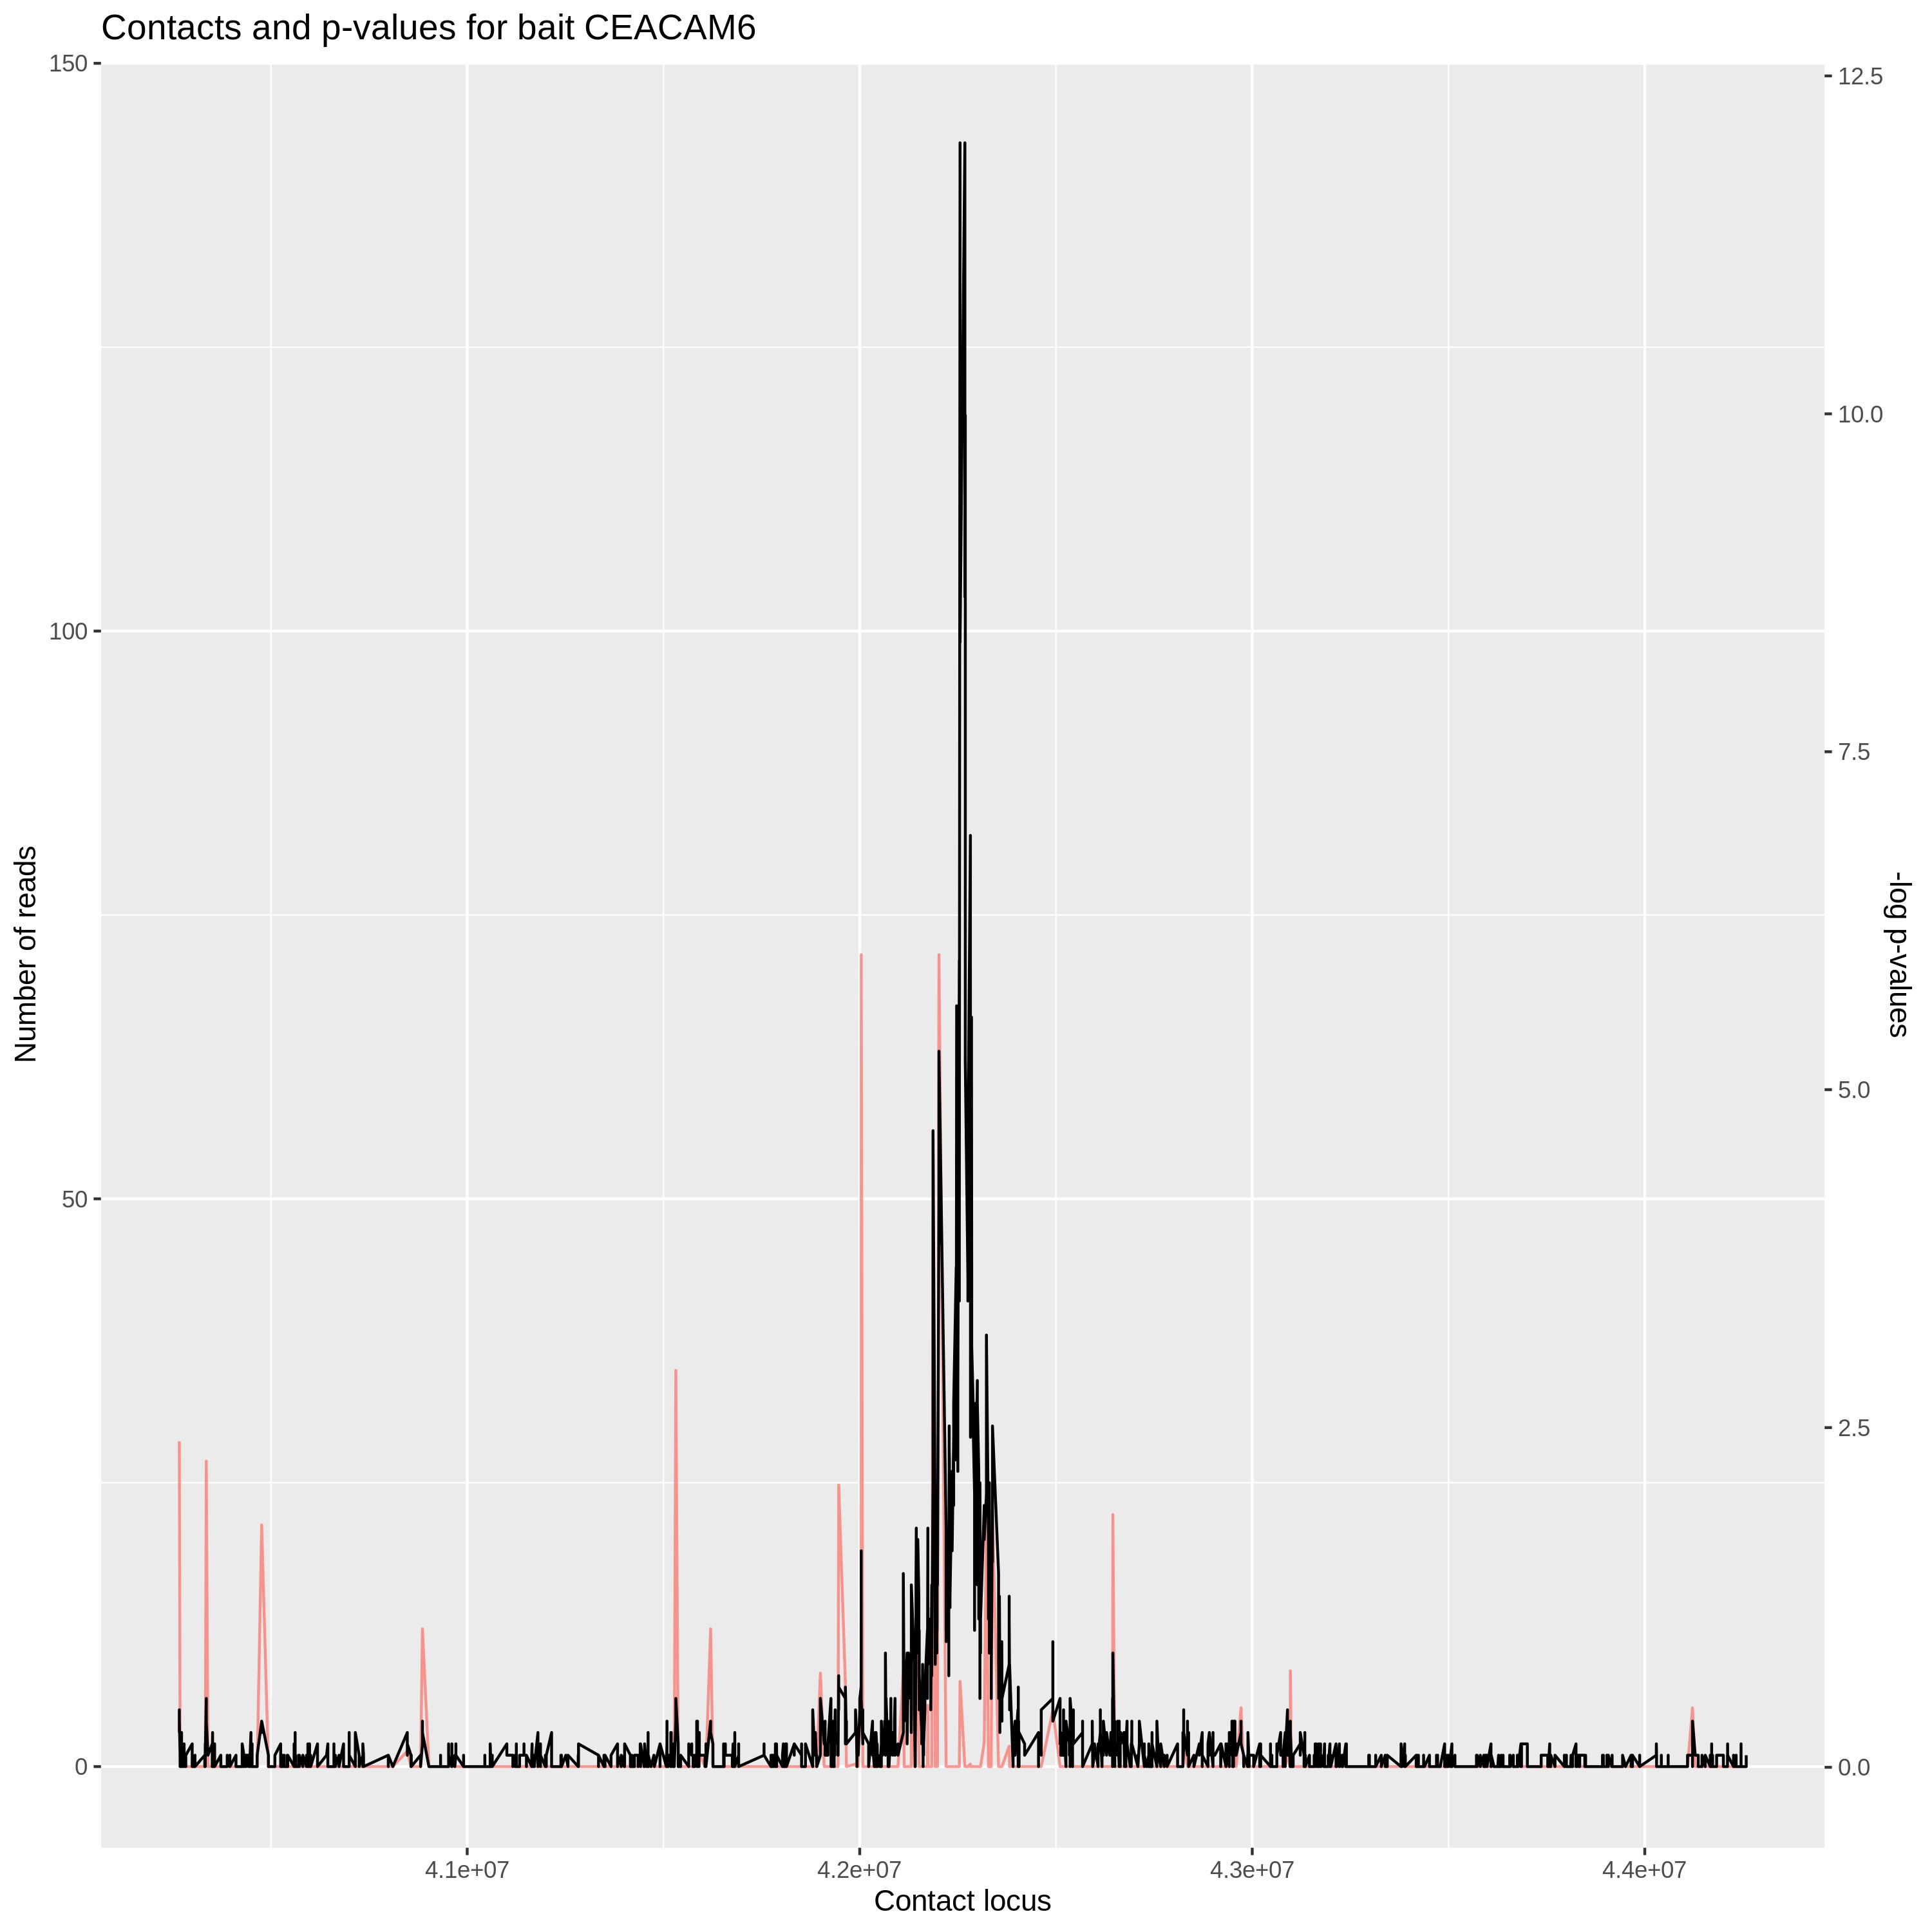 Contacts and p-values for bait CEACAM6
150
100
50
0
Number of reads
12.5
10.0
7.5
5.0
2.5
0.0
-log p-values
4.1e+07
4.2e+07
4.3e+07
4.4e+07
Contact locus